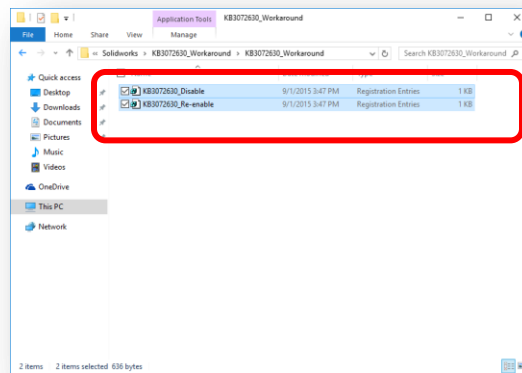 Application Tools KB3072630_Workaround
File Home Share View Manage
« Solidworks › KB3072630_Workaround › KB3072630_Workaround Search KB3072630_Workaround
Quick access
Desktop
Downloads
Documents
Pictures
Music
Videos
OneDrive
This PC
Network
KB3072630_Disable 9/1/2015 3:47 PM Registration Entries 1 KB
KB3072630_Re-enable 9/1/2015 3:47 PM Registration Entries 1 KB
2 items 2 items selected 636 bytes